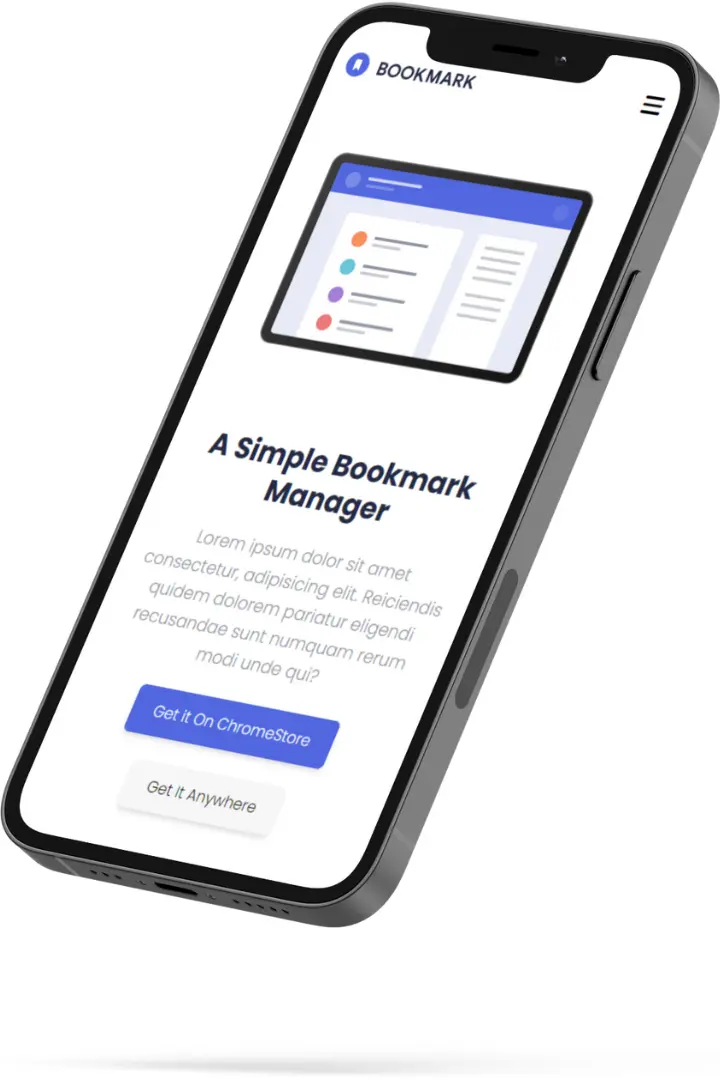 BOOKMARK
A Simple Bookmark
Manager
Lorem ipsum dolor sit amet
consectetur, adipisicing elit. Reiciendis
quidem dolorem pariatur eligendi
recusandae sunt numquam rerum
modi unde qui?
Get it On ChromeStore
Get It Anywhere